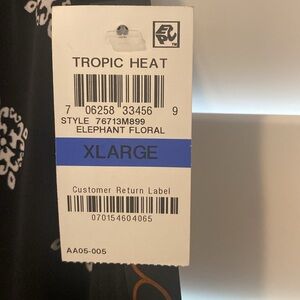 TROPIC HEAT
7 06258 33456 9
STYLE 76713M899
ELEPHANT FLORAL
XLARGE
Customer Return Label
070154604065
AA05-005